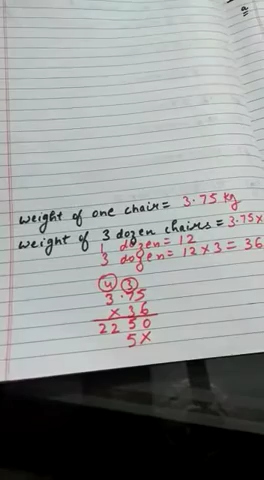 weight of one chair = 3.75 kg
weight of 3 dozen chairs = 3.75 x
1 dozen = 12
3 dozen = 12 x 3 = 36
4 3
3.75
x 36
2250
5x